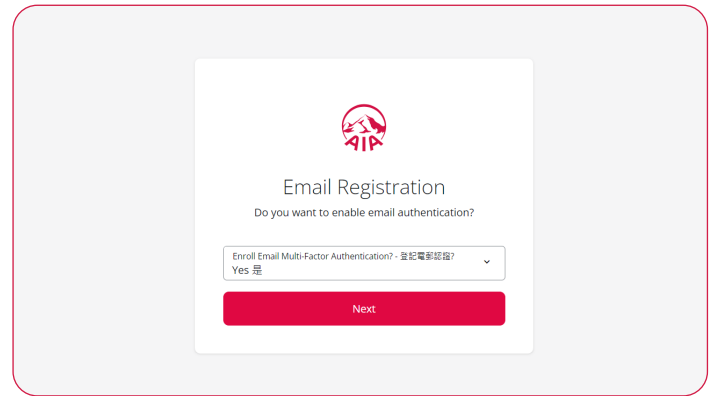 AIA
Email Registration
Do you want to enable email authentication?
Enroll Email Multi-Factor Authentication? - 登記電郵認證?
Yes 是
Next